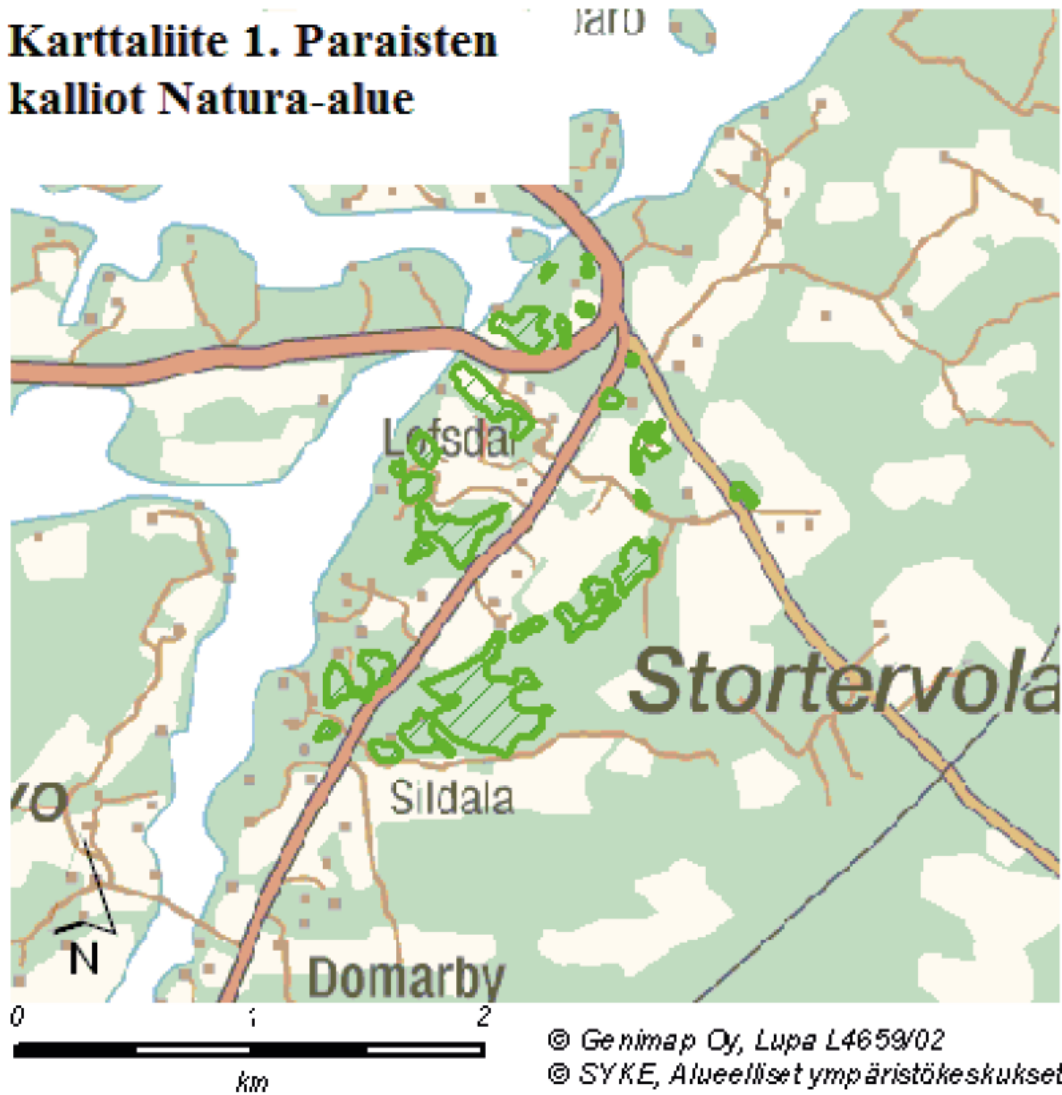 Karttaliite 1. Paraisten
kalliot Natura-alue
Lofsdal
Stortervola
Sildala
N
Domarby
0 1 2
km
© Genimap Oy, Lupa L4659/02
© SYKE, Alueelliset ympäristökeskukset